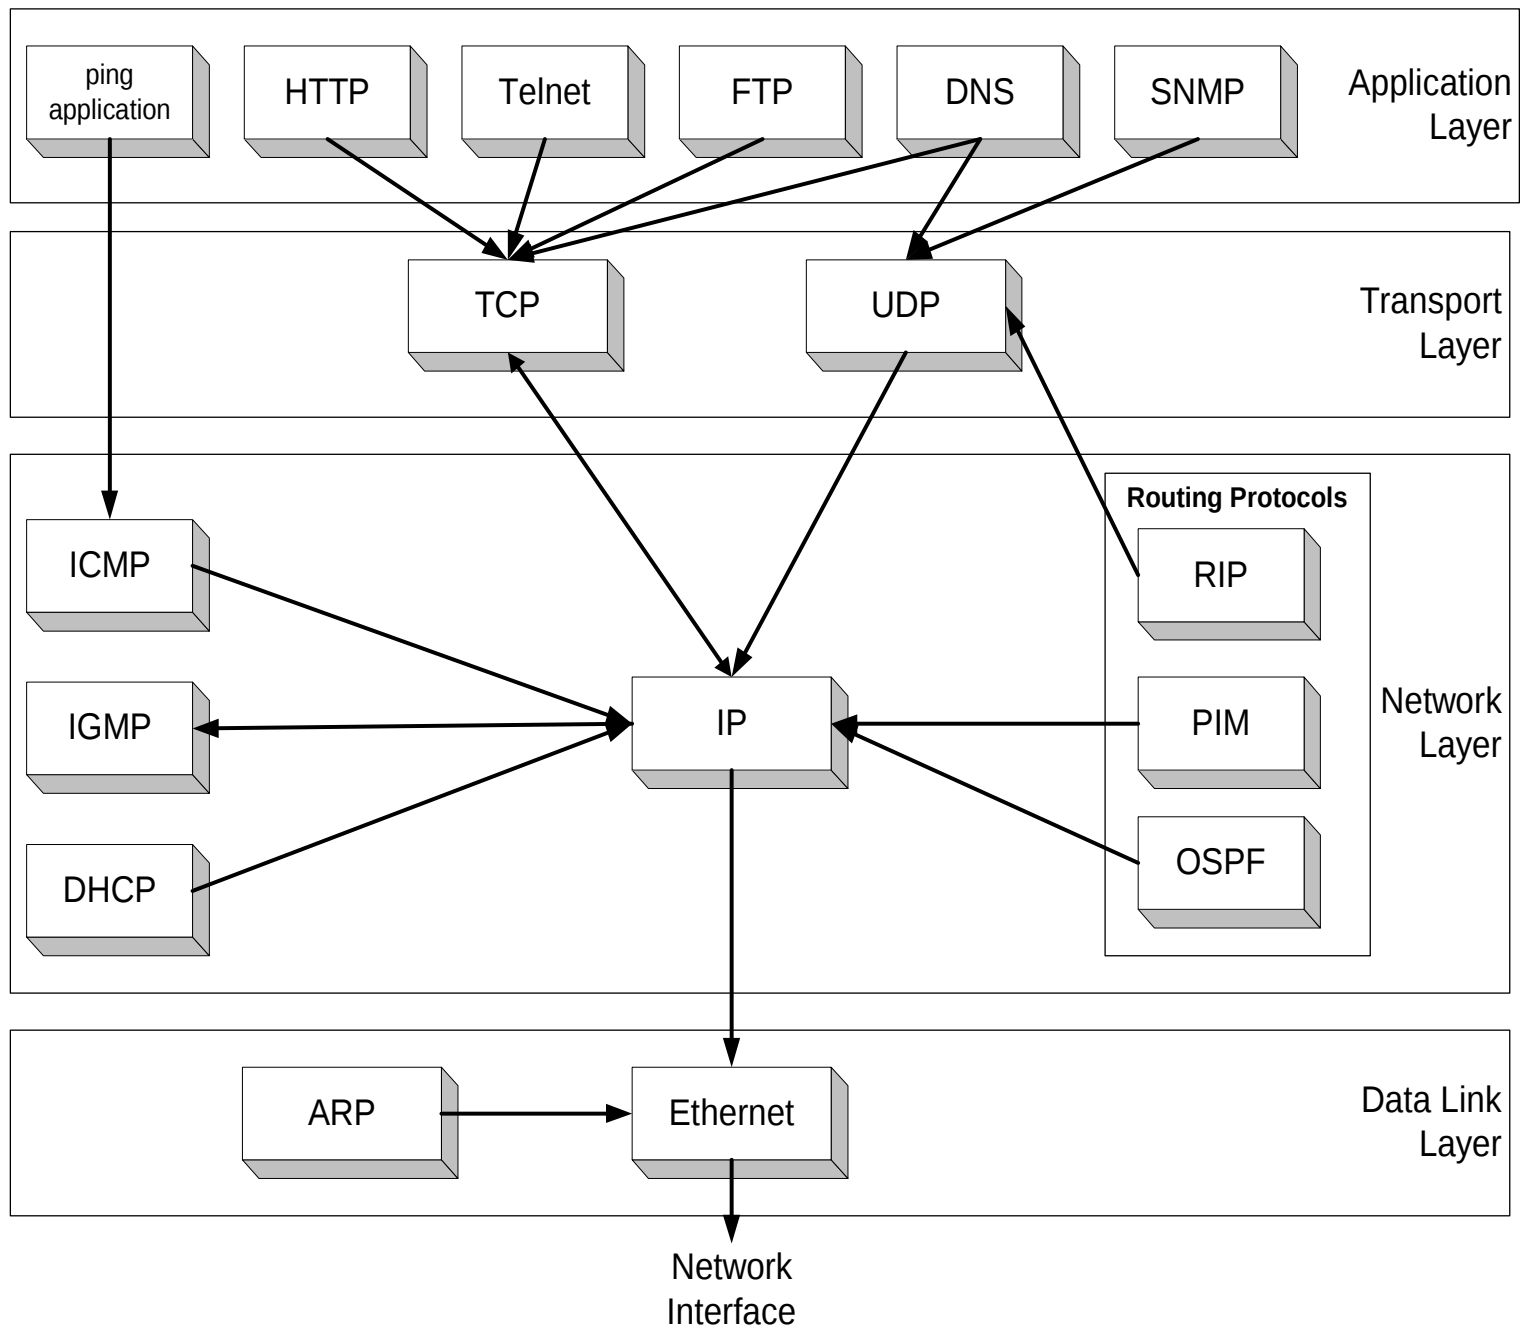 ping
application
HTTP
Telnet
FTP
DNS
SNMP
Application
Layer
TCP
UDP
Transport
Layer
Routing Protocols
ICMP
RIP
IGMP
IP
PIM
Network
Layer
DHCP
OSPF
ARP
Ethernet
Data Link
Layer
Network
Interface